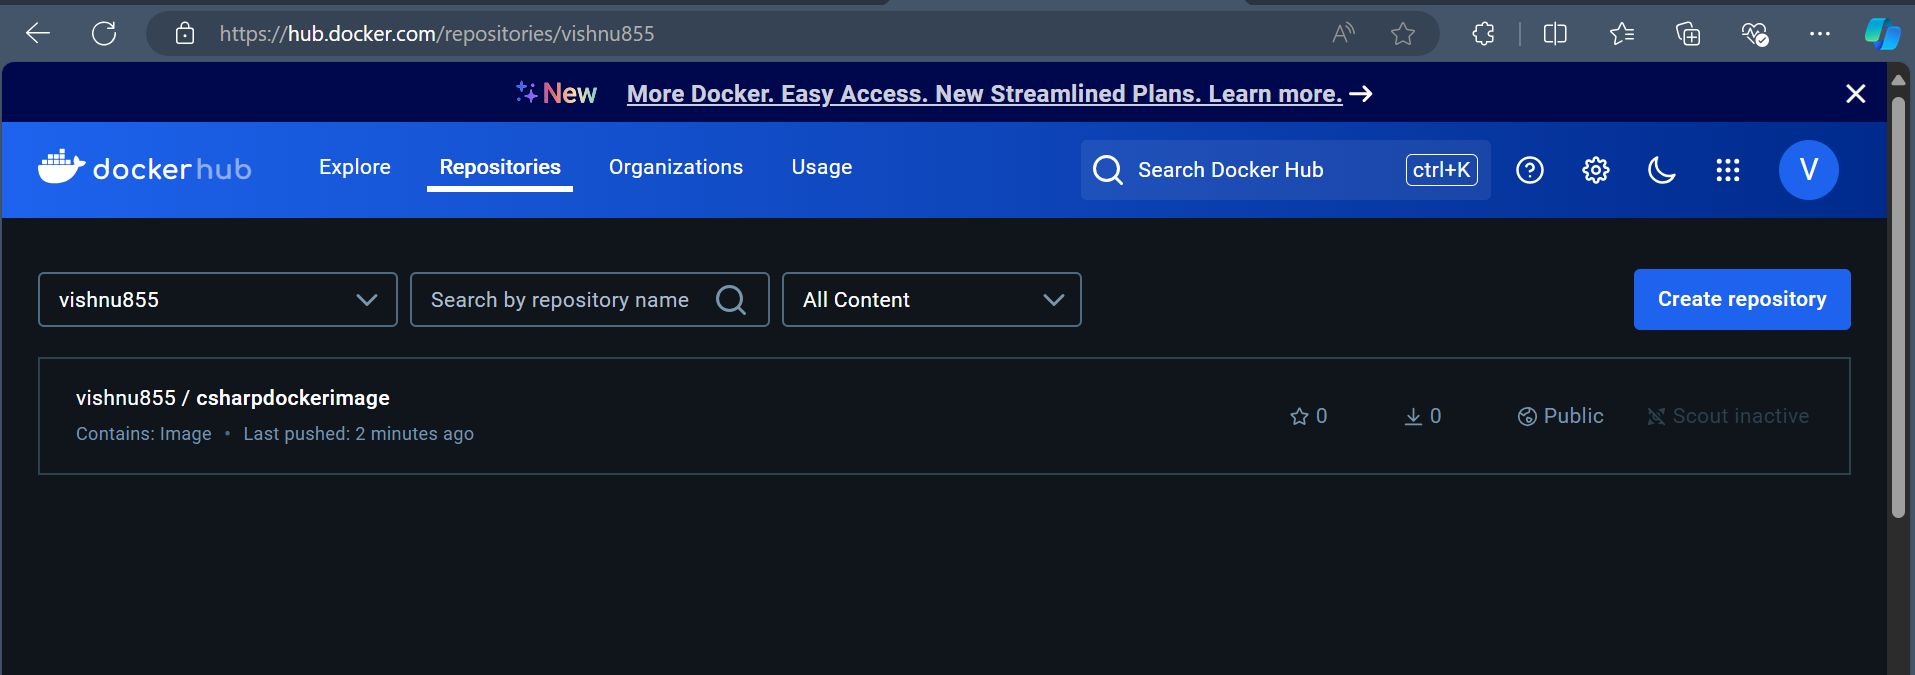 https://hub.docker.com/repositories/vishnu855
New More Docker. Easy Access. New Streamlined Plans. Learn more. →
dockerhub Explore Repositories Organizations Usage Search Docker Hub ctrl+K V
vishnu855 Search by repository name All Content Create repository
vishnu855 / csharpdockerimage
0 0 Public Scout inactive
Contains: Image • Last pushed: 2 minutes ago